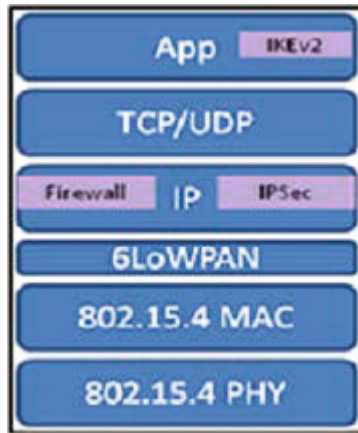 App IKEv2
TCP/UDP
Firewall IP IPSec
6LoWPAN
802.15.4 MAC
802.15.4 PHY